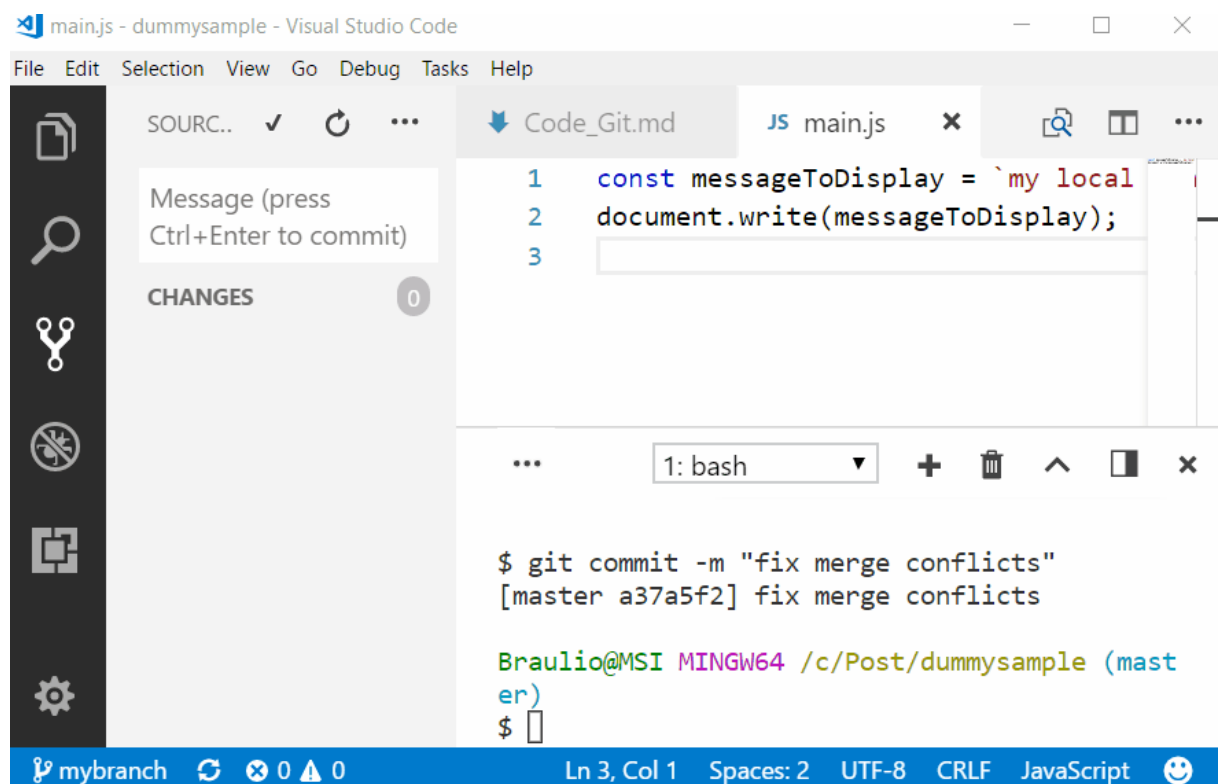 main.js - dummysample - Visual Studio Code
File Edit Selection View Go Debug Tasks Help
SOURC..
Code_Git.md JS main.js
Message (press
Ctrl+Enter to commit)
CHANGES 0
1 const messageToDisplay = `my local
2 document.write(messageToDisplay);
3
1: bash
$ git commit -m "fix merge conflicts"
[master a37a5f2] fix merge conflicts
Braulio@MSI MINGW64 /c/Post/dummysample (mast
er)
$
mybranch 0 0 Ln 3, Col 1 Spaces: 2 UTF-8 CRLF JavaScript